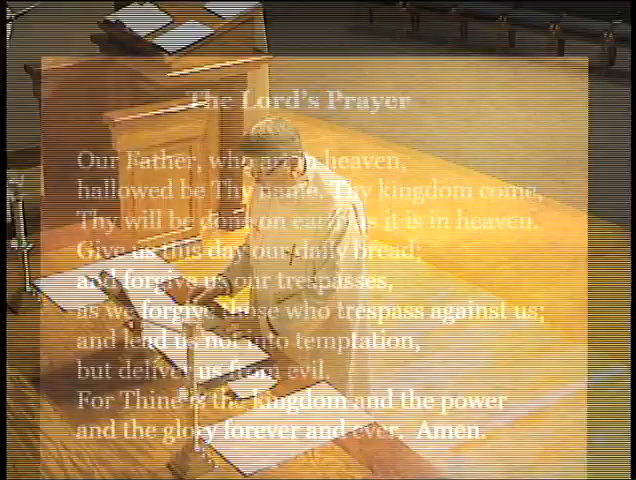 The Lord's Prayer
Our Father, who art in heaven,
hallowed be Thy name. Thy kingdom come,
Thy will be done on earth as it is in heaven.
Give us this day our daily bread;
and forgive us our trespasses,
as we forgive those who trespass against us;
and lead us not into temptation,
but deliver us from evil.
For Thine is the kingdom and the power
and the glory forever and ever. Amen.